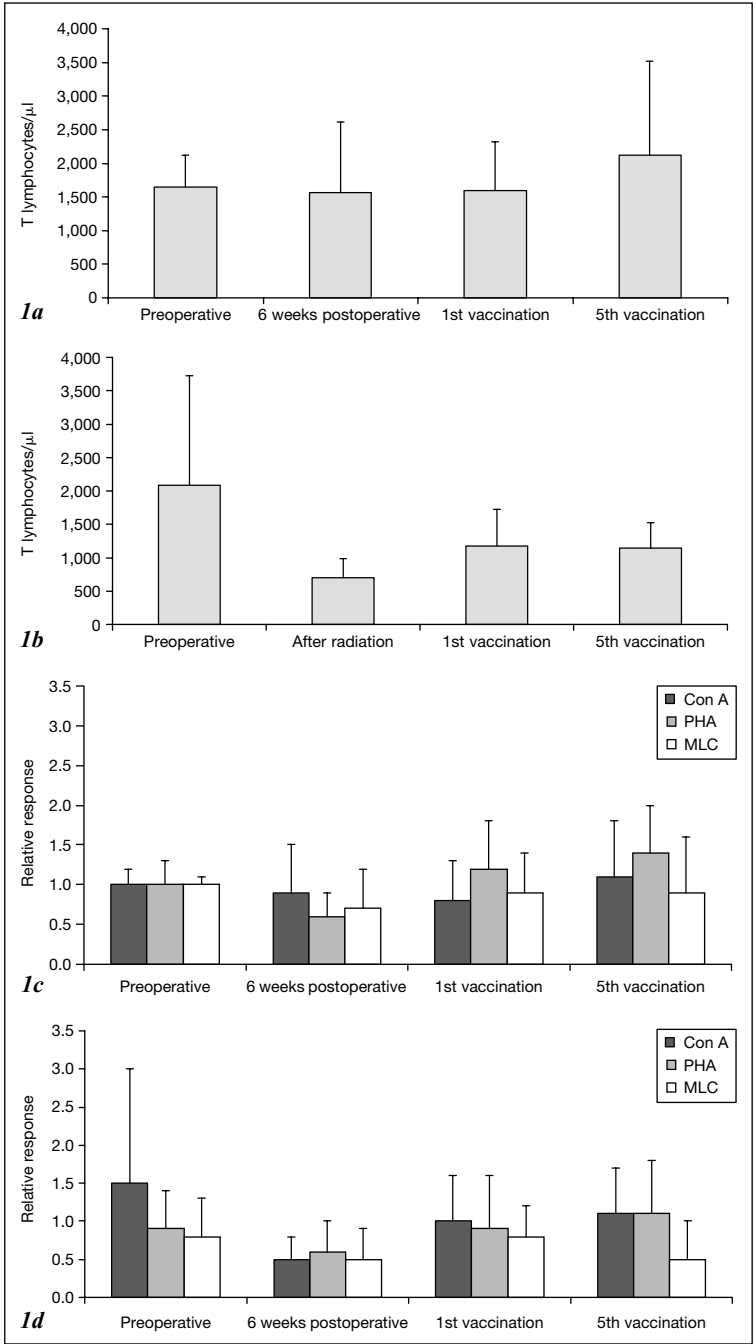 4,000
3,500
3,000
2,500
2,000
1,500
1,000
500
0
T lymphocytes/µl
1a
Preoperative 6 weeks postoperative 1st vaccination 5th vaccination
4,000
3,500
3,000
2,500
2,000
1,500
1,000
500
0
T lymphocytes/µl
1b
Preoperative After radiation 1st vaccination 5th vaccination
3.5
3.0
2.5
2.0
1.5
1.0
0.5
0.0
Relative response
Con A
PHA
MLC
1c
Preoperative 6 weeks postoperative 1st vaccination 5th vaccination
3.5
3.0
2.5
2.0
1.5
1.0
0.5
0.0
Relative response
Con A
PHA
MLC
1d
Preoperative 6 weeks postoperative 1st vaccination 5th vaccination